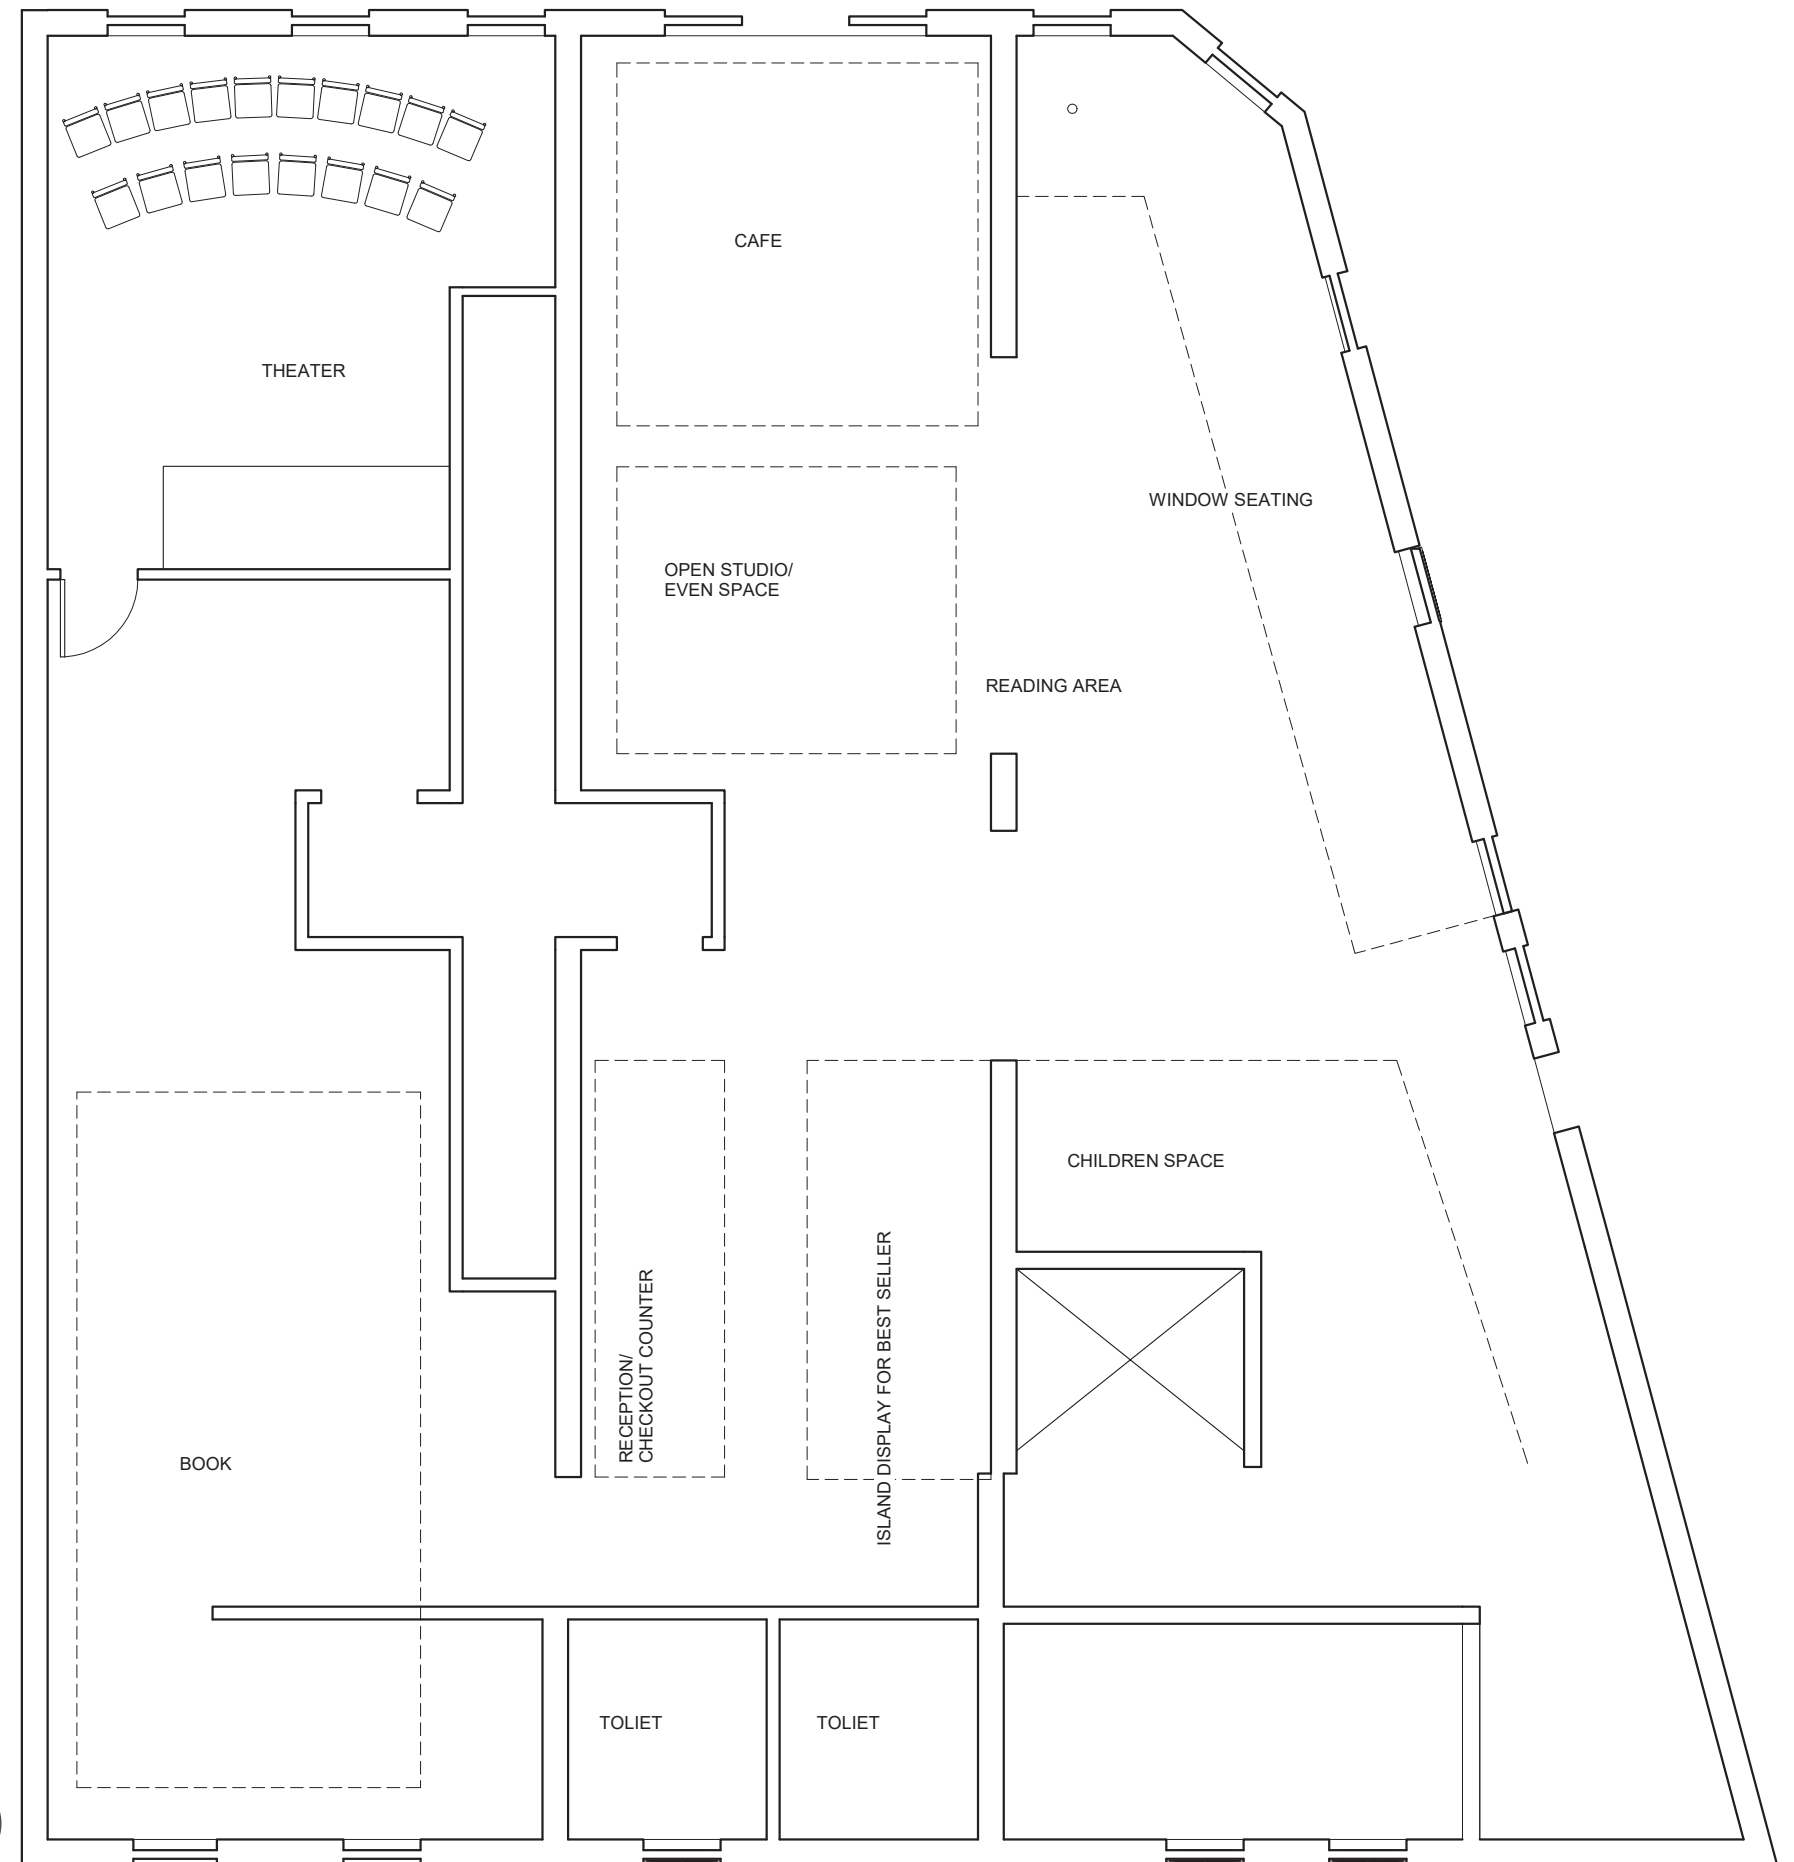 CAFE
THEATER
WINDOW SEATING
OPEN STUDIO/
EVEN SPACE
READING AREA
CHILDREN SPACE
RECEPTION/
CHECKOUT COUNTER
ISLAND DISPLAY FOR BEST SELLER
BOOK
TOLIET
TOLIET